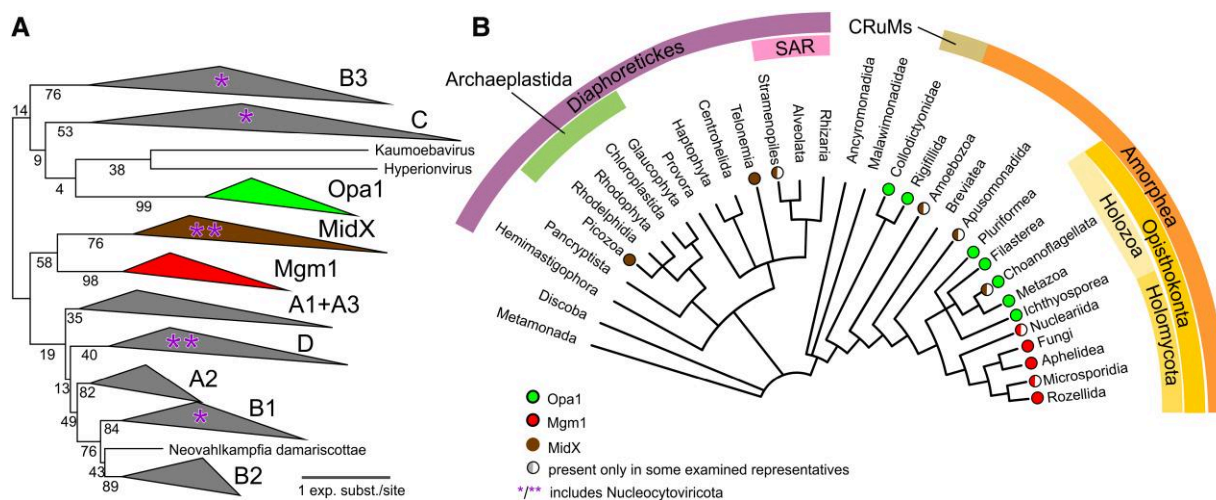 A
B3
*
76
14
C
*
53
9
Kaumoebavirus
38
Hyperionvirus
4
Opa1
99
MidX
**
76
58
Mgm1
98
A1+A3
35
D
**
19
40
13
A2
82
49
B1
*
84
76
Neovahlkampfia damariscottae
43
B2
89
1 exp. subst./site
B
Diaphoretickes
SAR
Archaeplastida
CRuMs
Amorphea
Opisthokonta
Holozoa
Holomycota
Metamonada
Discoba
Hemimastigophora
Pancryptista
Picozoa
Rhodelphidia
Rhodophyta
Chloroplastida
Glaucophyta
Provora
Haptophyta
Centrohelida
Telonemia
Stramenopiles
Alveolata
Rhizaria
Ancyromonadida
Malawimonadidae
Collodictyonidae
Rigifilida
Amoebozoa
Breviatea
Apusomonadida
Pluriformea
Filasterea
Choanoflagellata
Metazoa
Ichthyosporea
Nucleariida
Fungi
Aphelidea
Microsporidia
Rozellida
Opa1
Mgm1
MidX
present only in some examined representatives
*/** includes Nucleocytoviricota